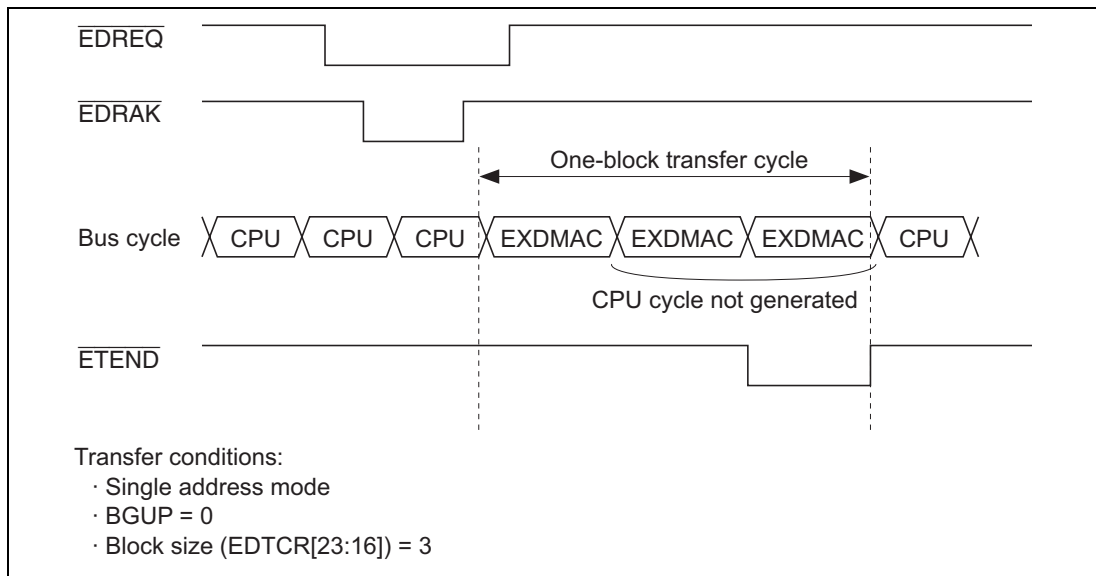 EDREQ
EDRAK
One-block transfer cycle
Bus cycle CPU CPU CPU EXDMAC EXDMAC EXDMAC CPU
CPU cycle not generated
ETEND
Transfer conditions:
· Single address mode
· BGUP = 0
· Block size (EDTCR[23:16]) = 3